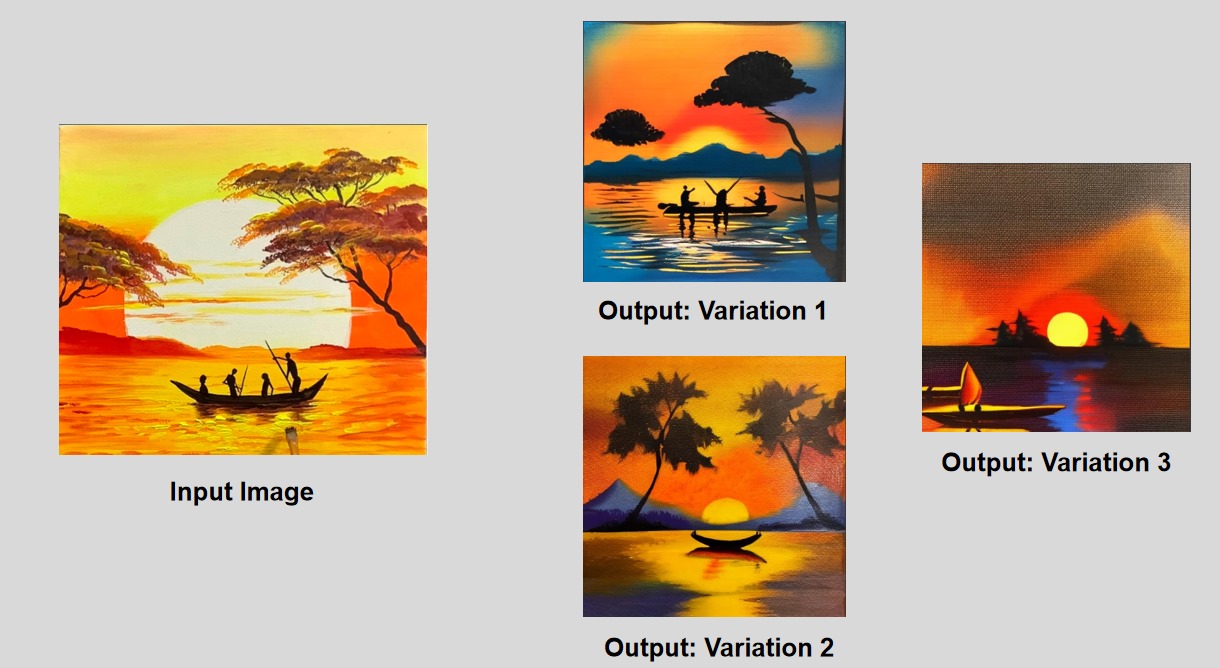 Input Image
Output: Variation 1
Output: Variation 2
Output: Variation 3